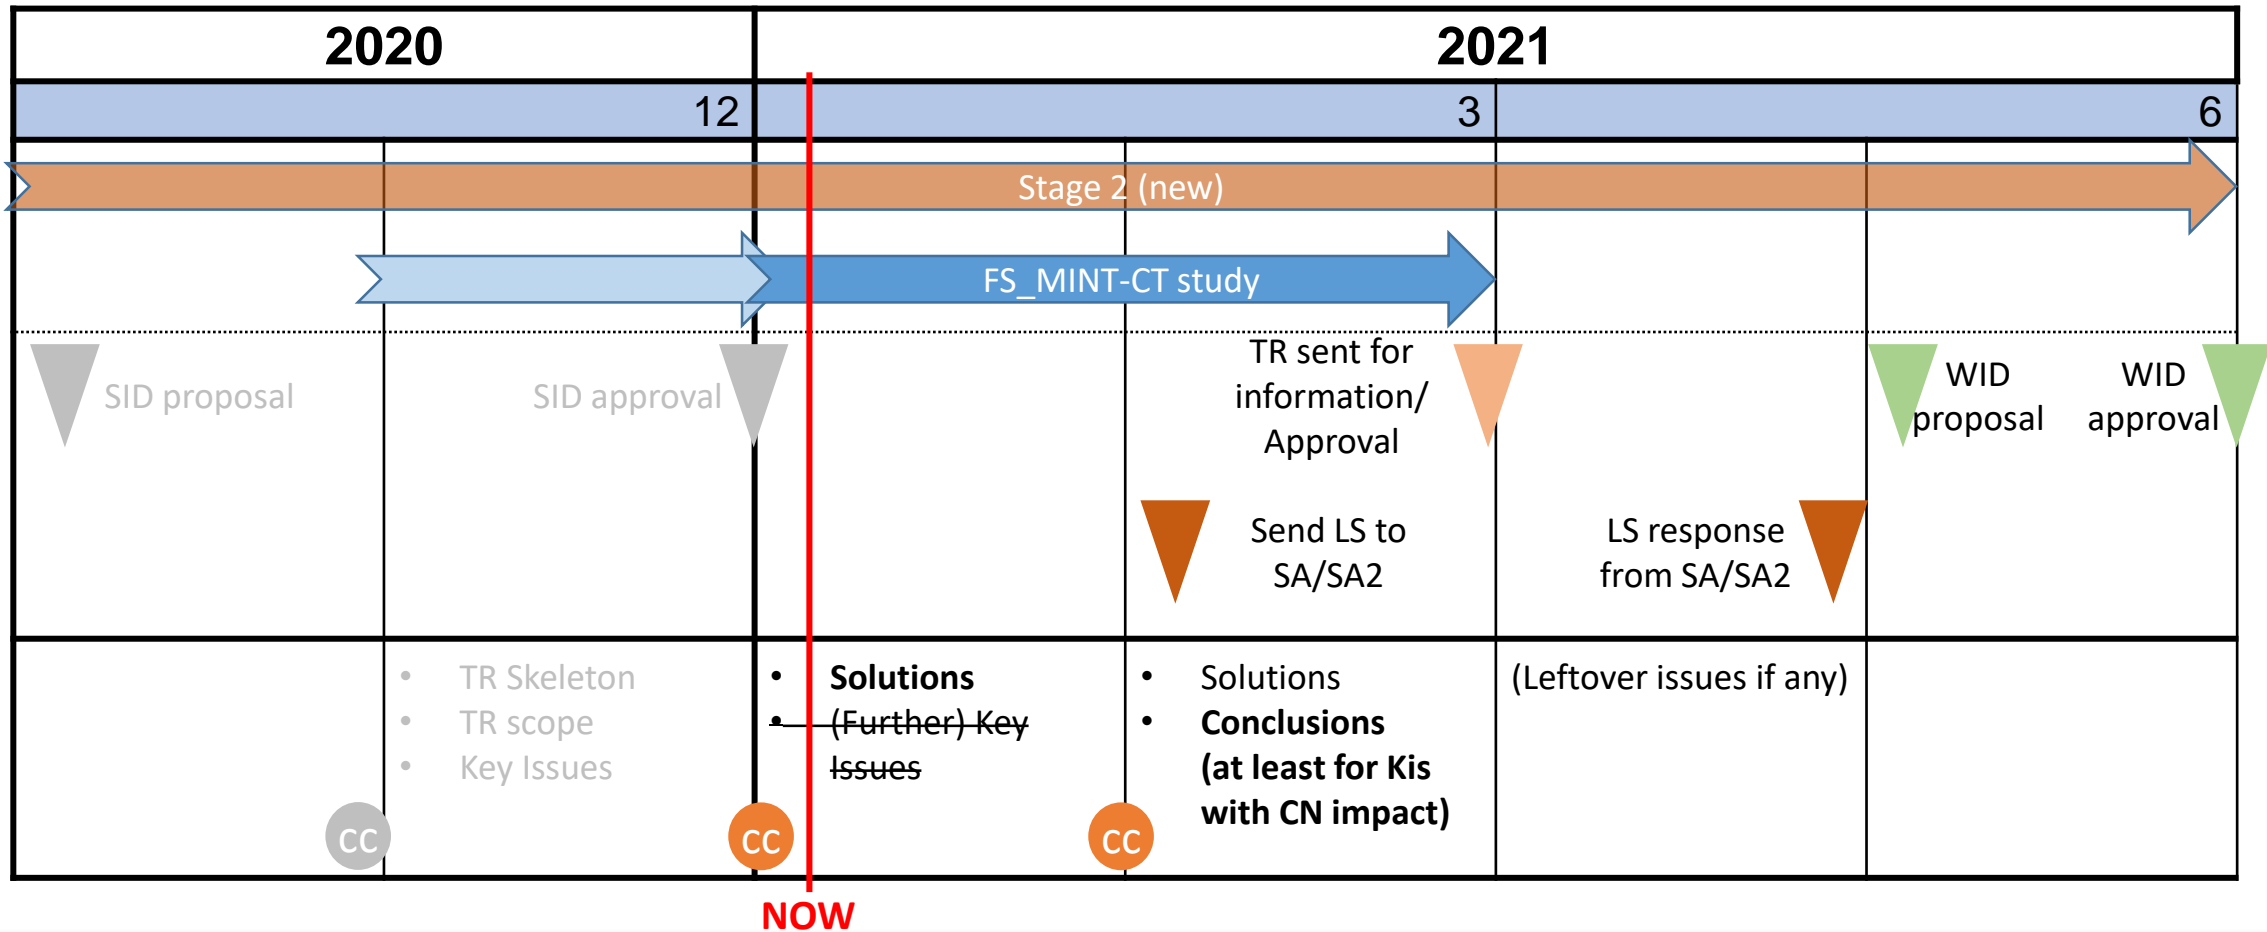 2020
2021
12
3
6
Stage 2 (new)
FS_MINT-CT study
SID proposal
SID approval
TR sent for
information/
Approval
WID
proposal
WID
approval
Send LS to
SA/SA2
LS response
from SA/SA2
• TR Skeleton
• TR scope
• Key Issues
• Solutions
• (Further) Key
Issues
• Solutions
• Conclusions
(at least for Kis
with CN impact)
(Leftover issues if any)
CC
CC
CC
NOW